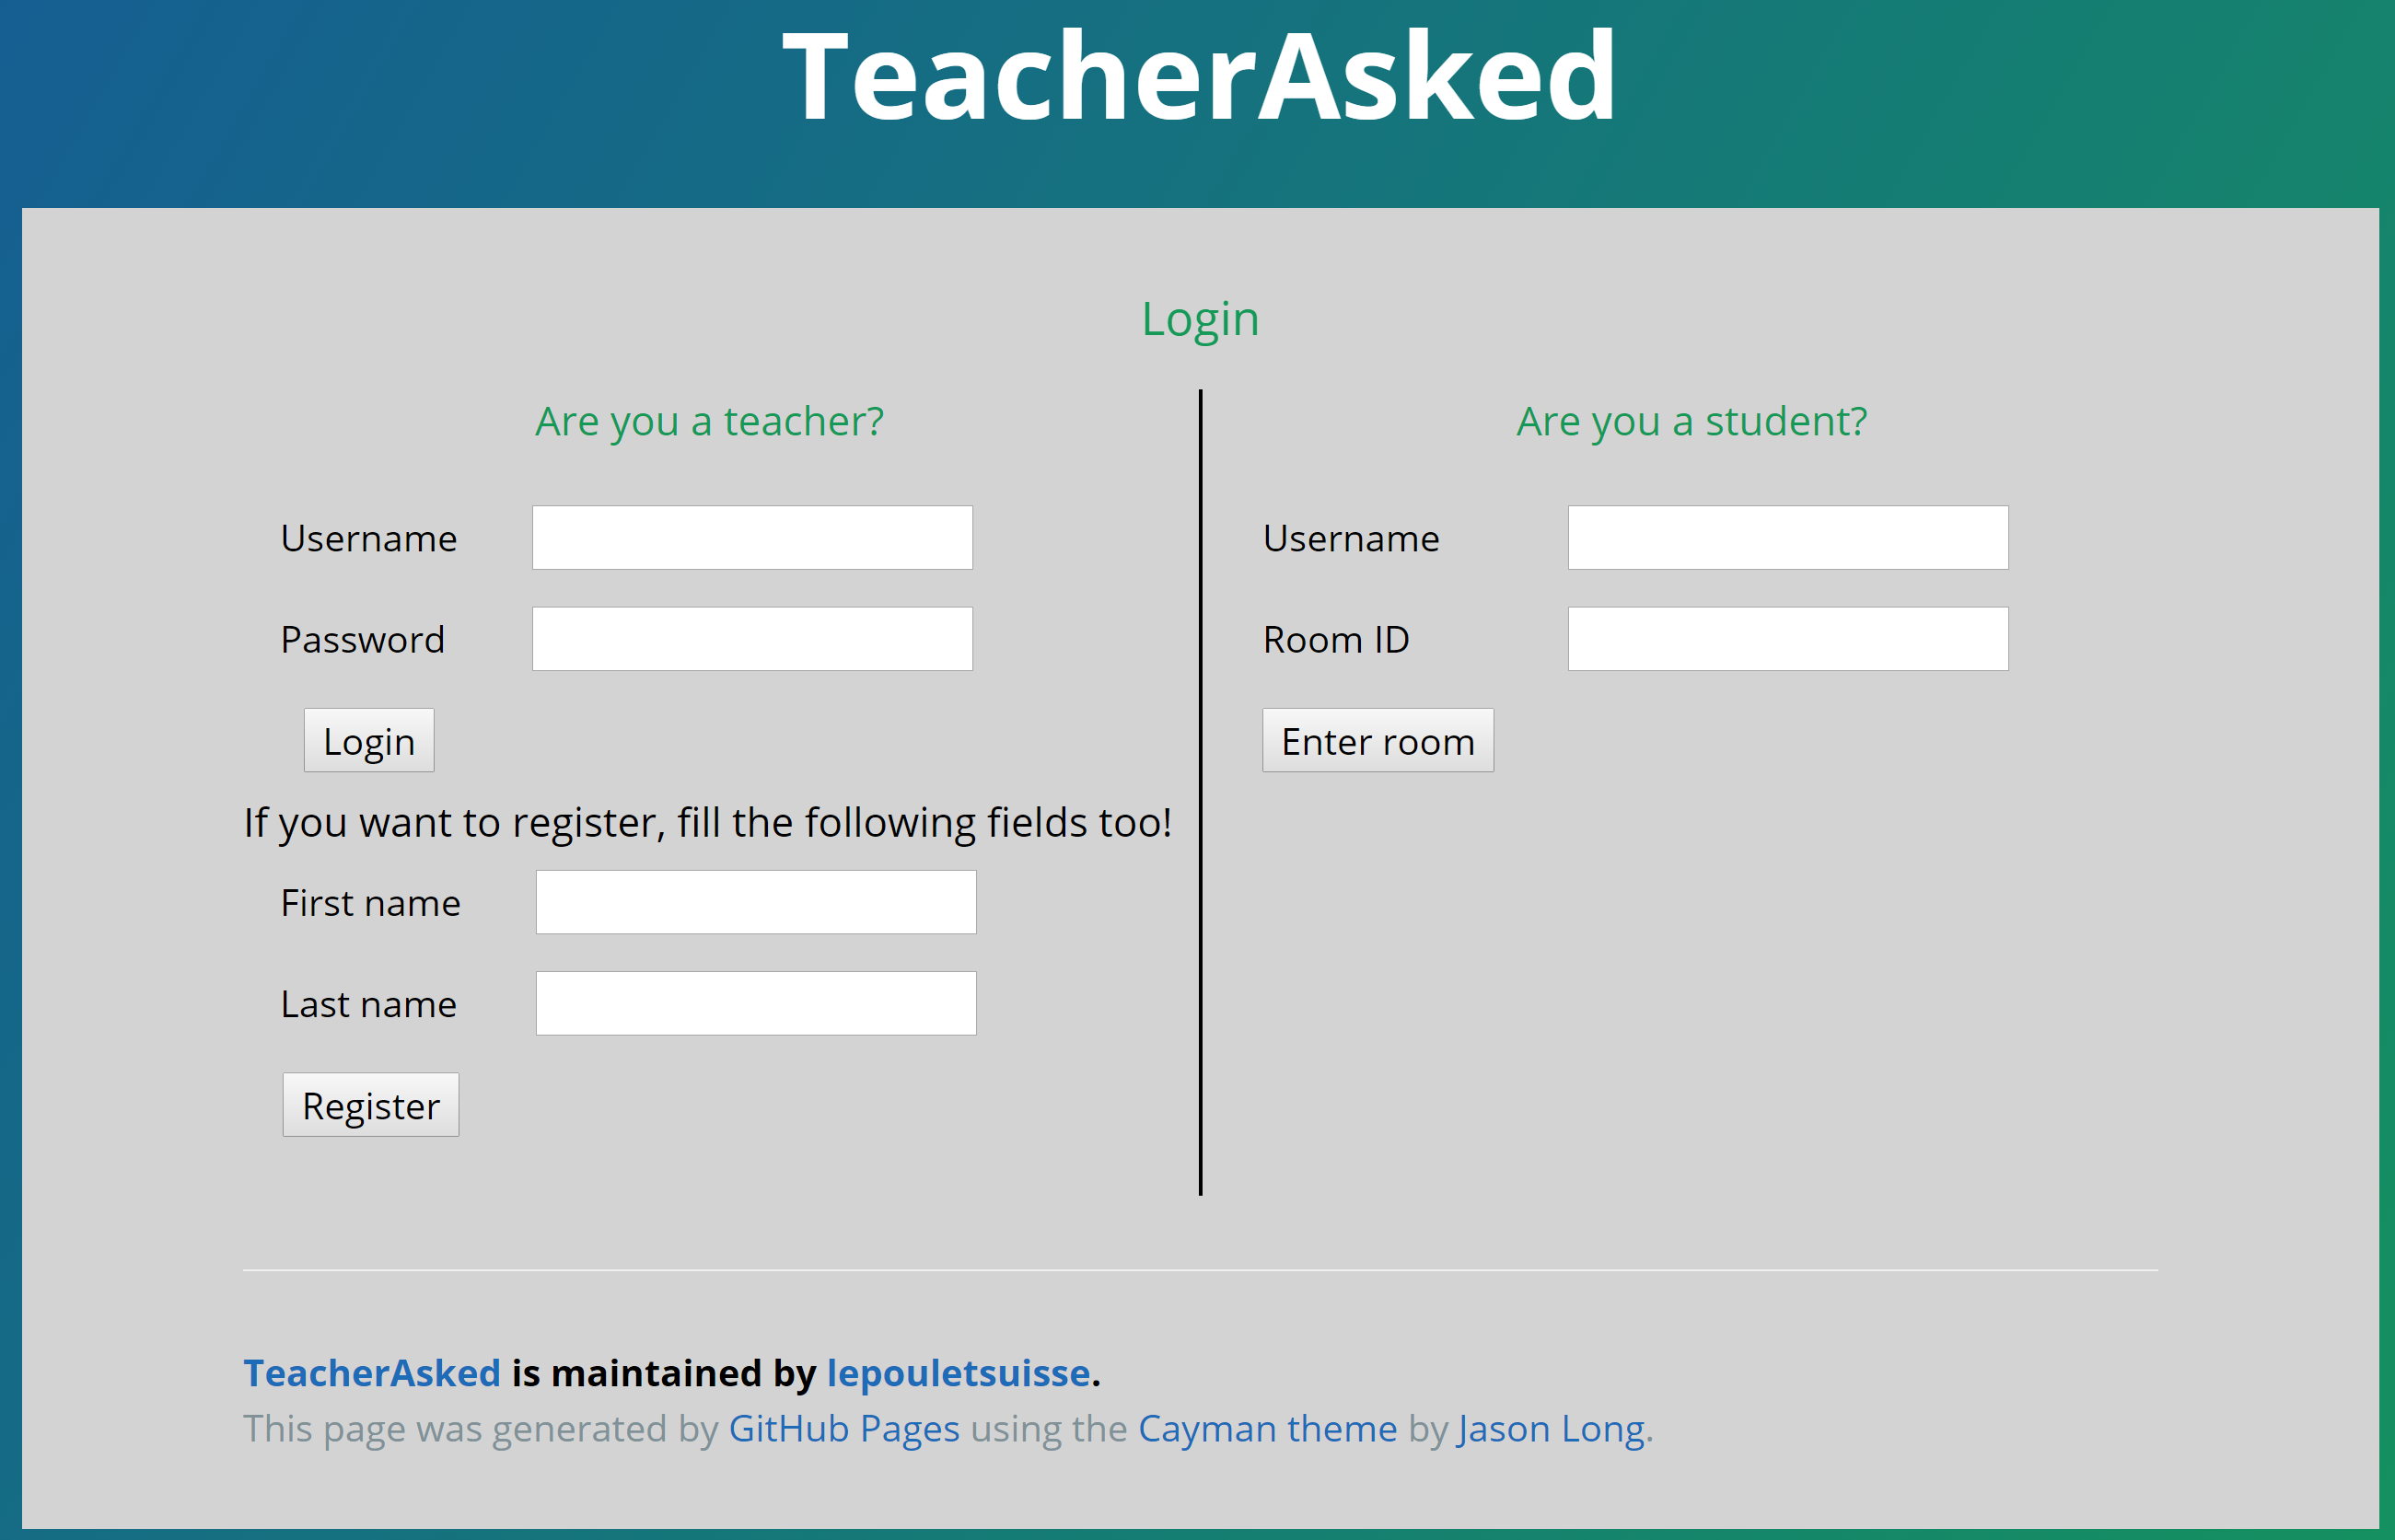 TeacherAsked
Login
Are you a teacher?
Username
Password
Login
If you want to register, fill the following fields too!
First name
Last name
Register
Are you a student?
Username
Room ID
Enter room
TeacherAsked is maintained by lepouletsuisse.
This page was generated by GitHub Pages using the Cayman theme by Jason Long.